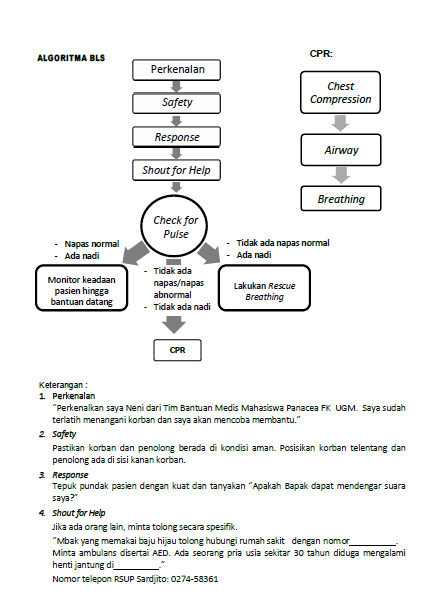 ALGORITMA BLS
Perkenalan
Safety
Response
Shout for Help
Check for
Pulse
- Napas normal
- Ada nadi
Monitor keadaan
pasien hingga
bantuan datang
- Tidak ada
napas/napas
abnormal
- Tidak ada nadi
CPR
- Tidak ada napas normal
- Ada nadi
Lakukan Rescue
Breathing
CPR:
Chest
Compression
Airway
Breathing
Keterangan :
1. Perkenalan
“Perkenalkan saya Neni dari Tim Bantuan Medis Mahasiswa Panacea FK UGM. Saya sudah
terlatih menangani korban dan saya akan mencoba membantu.”
2. Safety
Pastikan korban dan penolong berada di kondisi aman. Posisikan korban telentang dan
penolong ada di sisi kanan korban.
3. Response
Tepuk pundak pasien dengan kuat dan tanyakan “Apakah Bapak dapat mendengar suara
saya?”
4. Shout for Help
Jika ada orang lain, minta tolong secara spesifik.
“Mbak yang memakai baju hijau tolong hubungi rumah sakit dengan nomor__________.
Minta ambulans disertai AED. Ada seorang pria usia sekitar 30 tahun diduga mengalami
henti jantung di__________.”
Nomor telepon RSUP Sardjito: 0274-58361